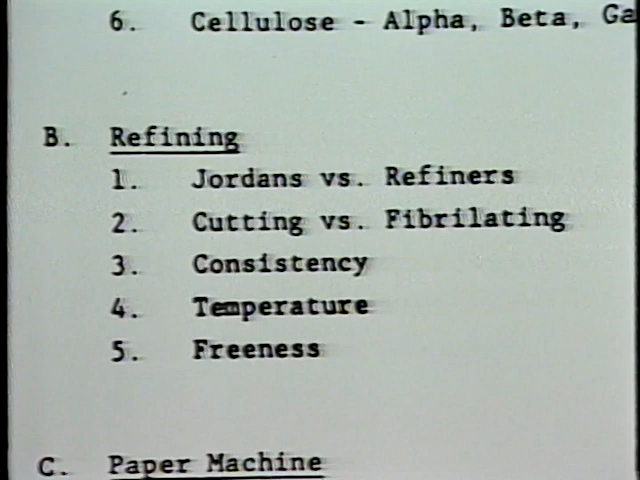 6. Cellulose - Alpha, Beta, Ga
B. Refining
1. Jordans vs. Refiners
2. Cutting vs. Fibrilating
3. Consistency
4. Temperature
5. Freeness
C. Paper Machine